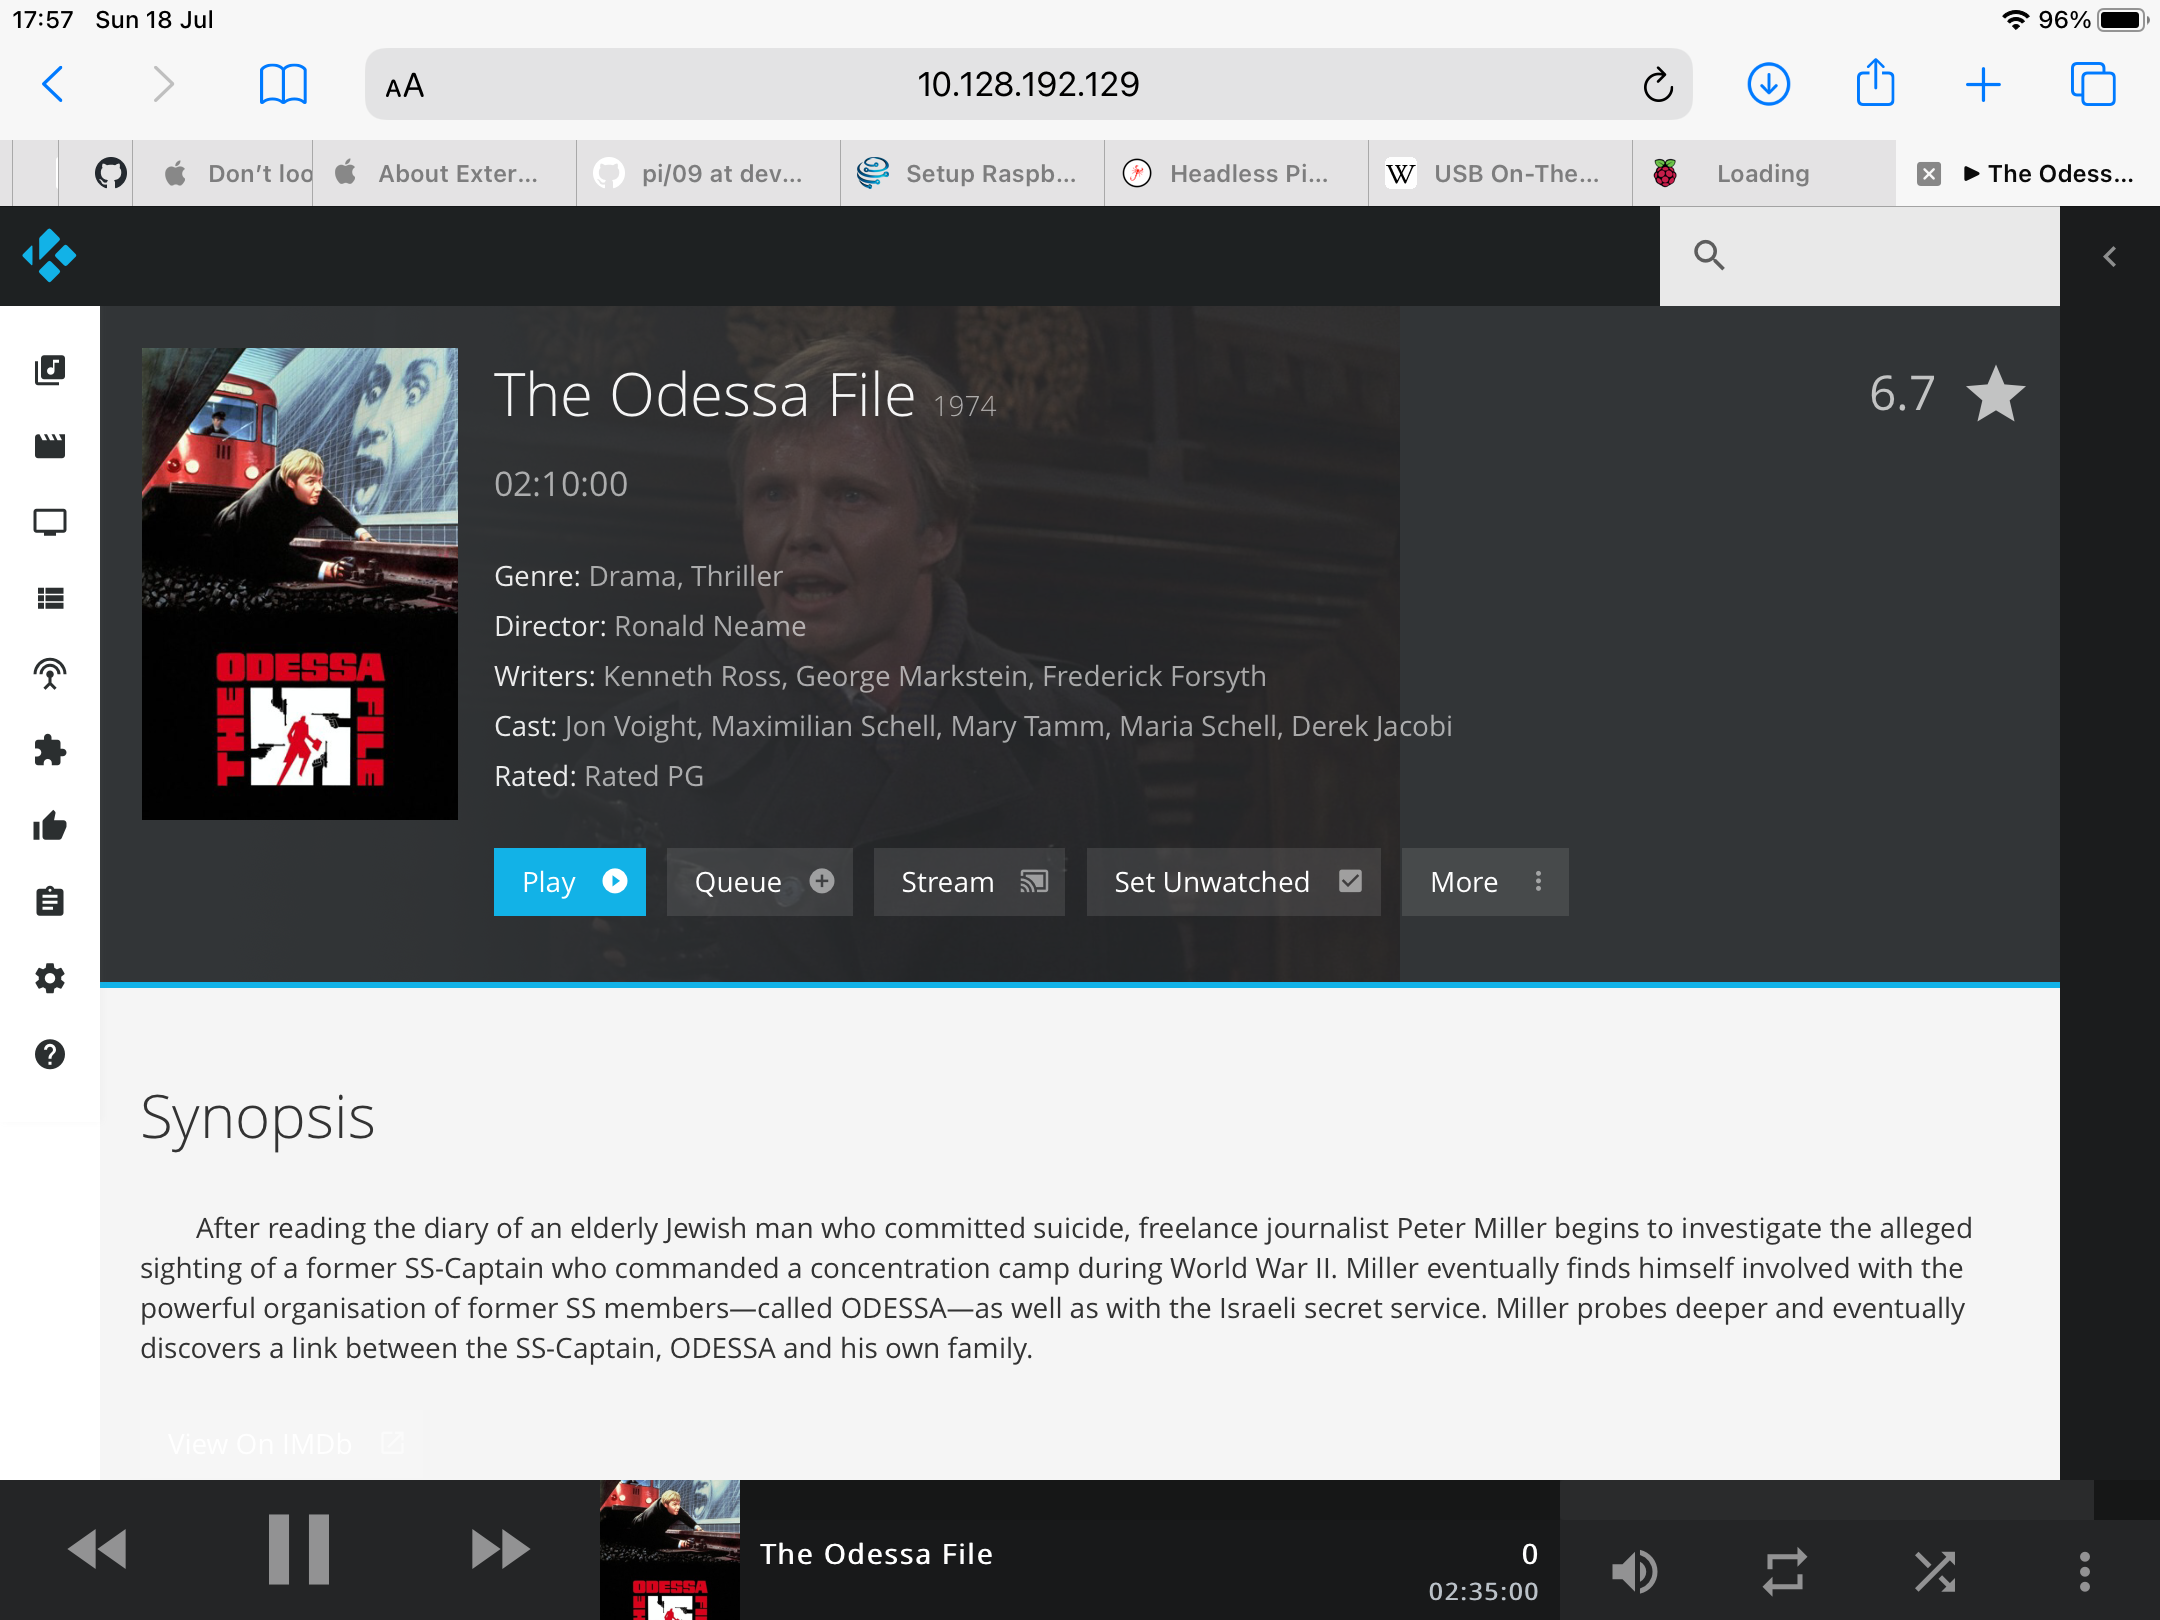 17:57 Sun 18 Jul
96%
AA
10.128.192.129
Don't loo
About Exter...
pi/09 at dev...
Setup Raspb...
Headless Pi...
W
USB On-The...
Loading
▶ The Odess...
The Odessa File 1974
6.7
02:10:00
Genre: Drama, Thriller
Director: Ronald Neame
Writers: Kenneth Ross, George Markstein, Frederick Forsyth
Cast: Jon Voight, Maximilian Schell, Mary Tamm, Maria Schell, Derek Jacobi
Rated: Rated PG
THE ODESSA FILE
Play
Queue
Stream
Set Unwatched
More
Synopsis
After reading the diary of an elderly Jewish man who committed suicide, freelance journalist Peter Miller begins to investigate the alleged
sighting of a former SS-Captain who commanded a concentration camp during World War II. Miller eventually finds himself involved with the
powerful organisation of former SS members—called ODESSA—as well as with the Israeli secret service. Miller probes deeper and eventually
discovers a link between the SS-Captain, ODESSA and his own family.
View On IMDb
ODESSA
The Odessa File
0
02:35:00